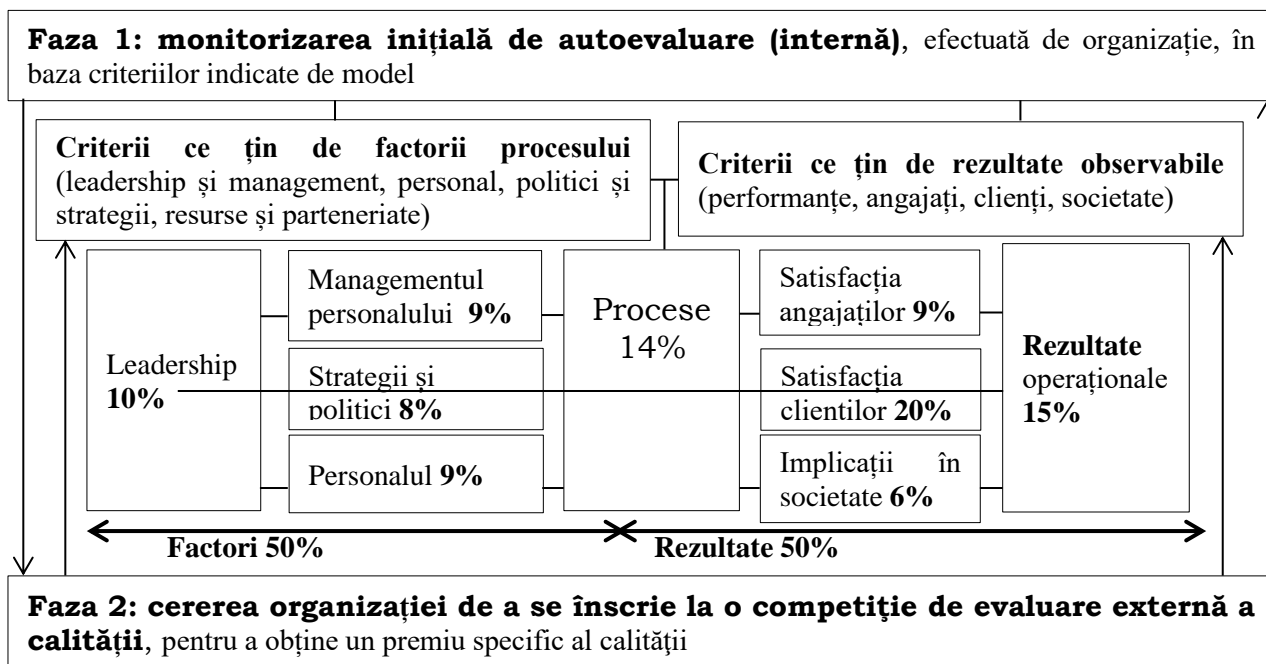 Faza 1: monitorizarea inițială de autoevaluare (internă), efectuată de organizație, în
baza criteriilor indicate de model
Criterii ce țin de factorii procesului
(leadership și management, personal, politici și
strategii, resurse și parteneriate)
Criterii ce țin de rezultate observabile
(performanțe, angajați, clienți, societate)
Leadership
10%
Managementul
personalului 9%
Strategii și
politici 8%
Personalul 9%
Procese
14%
Satisfacția
angajaților 9%
Satisfacția
clientilor 20%
Implicații în
societate 6%
Rezultate
operaționale
15%
Factori 50%
Rezultate 50%
Faza 2: cererea organizației de a se înscrie la o competiţie de evaluare externă a
calității, pentru a obține un premiu specific al calităţii